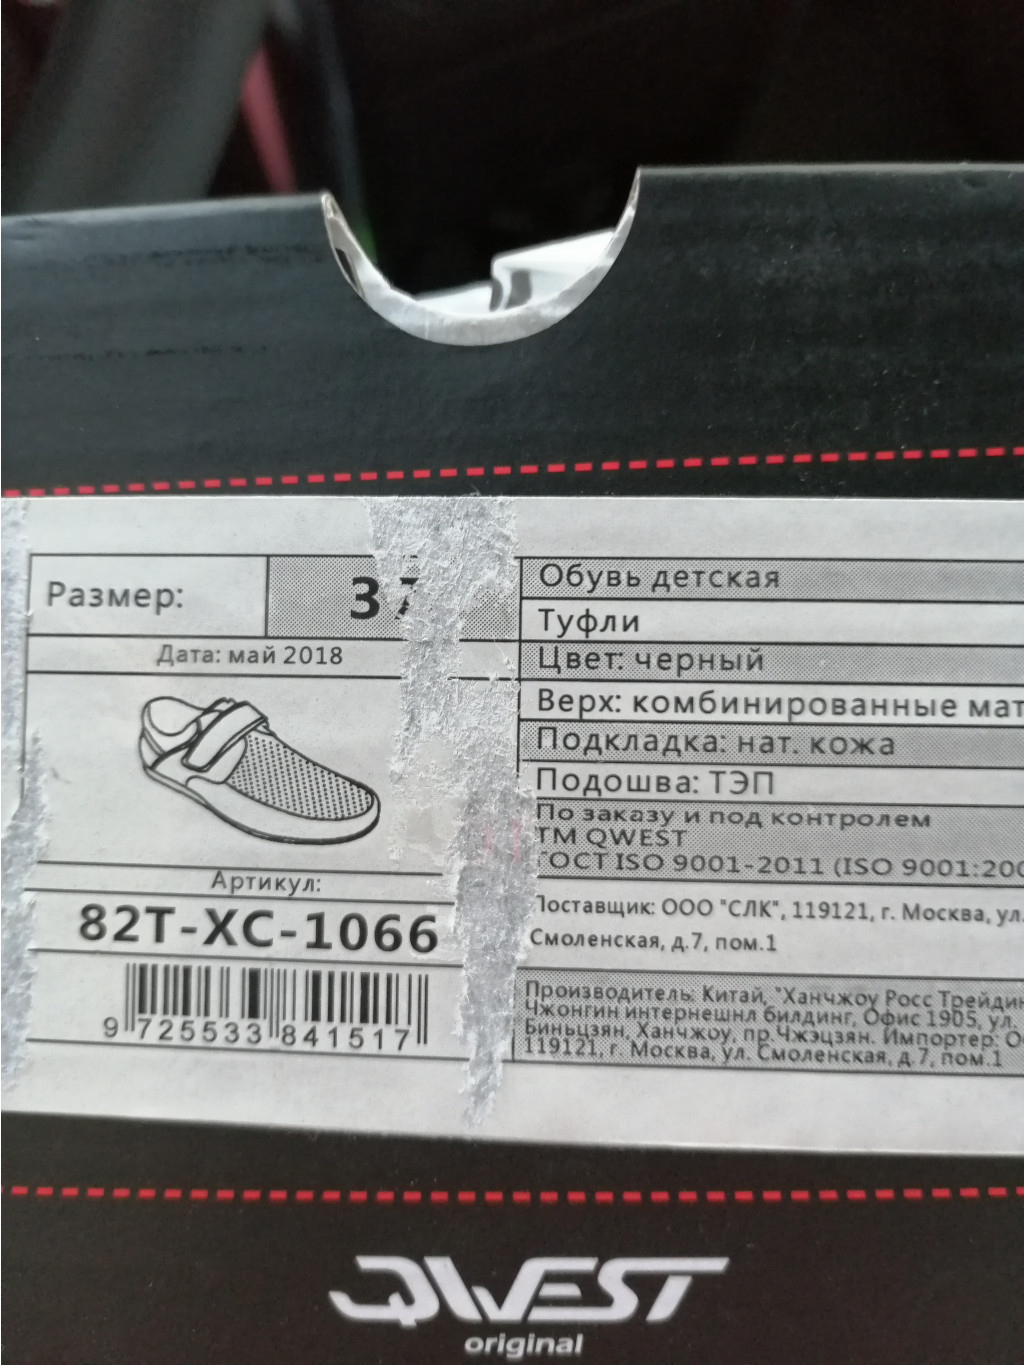 Размер:
37
Дата: май 2018
Артикул:
82T-XC-1066
9 725533 841517
Обувь детская
Туфли
Цвет: черный
Верх: комбинированные мат
Подкладка: нат. кожа
Подошва: ТЭП
По заказу и под контролем
ТМ QWEST
ГОСТ ISO 9001-2011 (ISO 9001:200
Поставщик: ООО "СЛК", 119121, г. Москва, ул.
Смоленская, д.7, пом.1
Производитель: Китай, "Ханчжоу Росс Трейдин
Чжонгин интернешнл билдинг, Офис 1905, ул.
Биньцзян, Ханчжоу, пр.Чжэцзян. Импортер: О
119121, г. Москва, ул. Смоленская, д.7, пом.1
QWEST
original